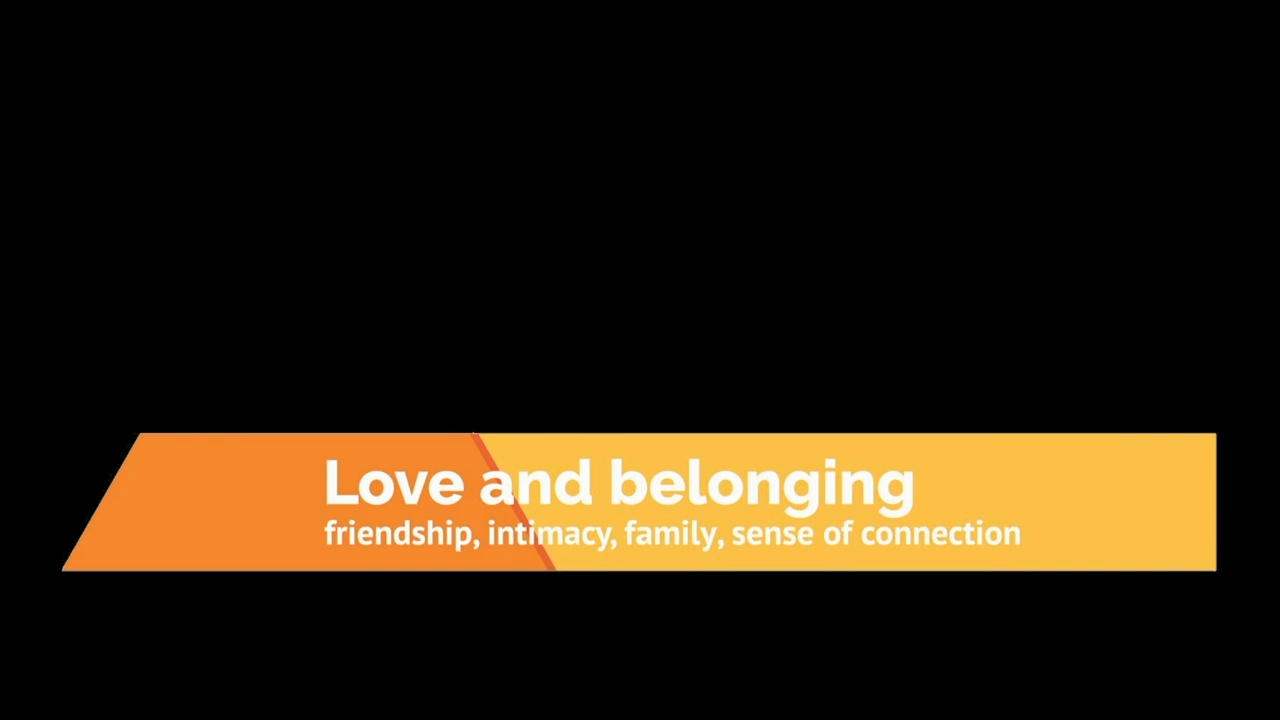 Love and belonging
friendship, intimacy, family, sense of connection